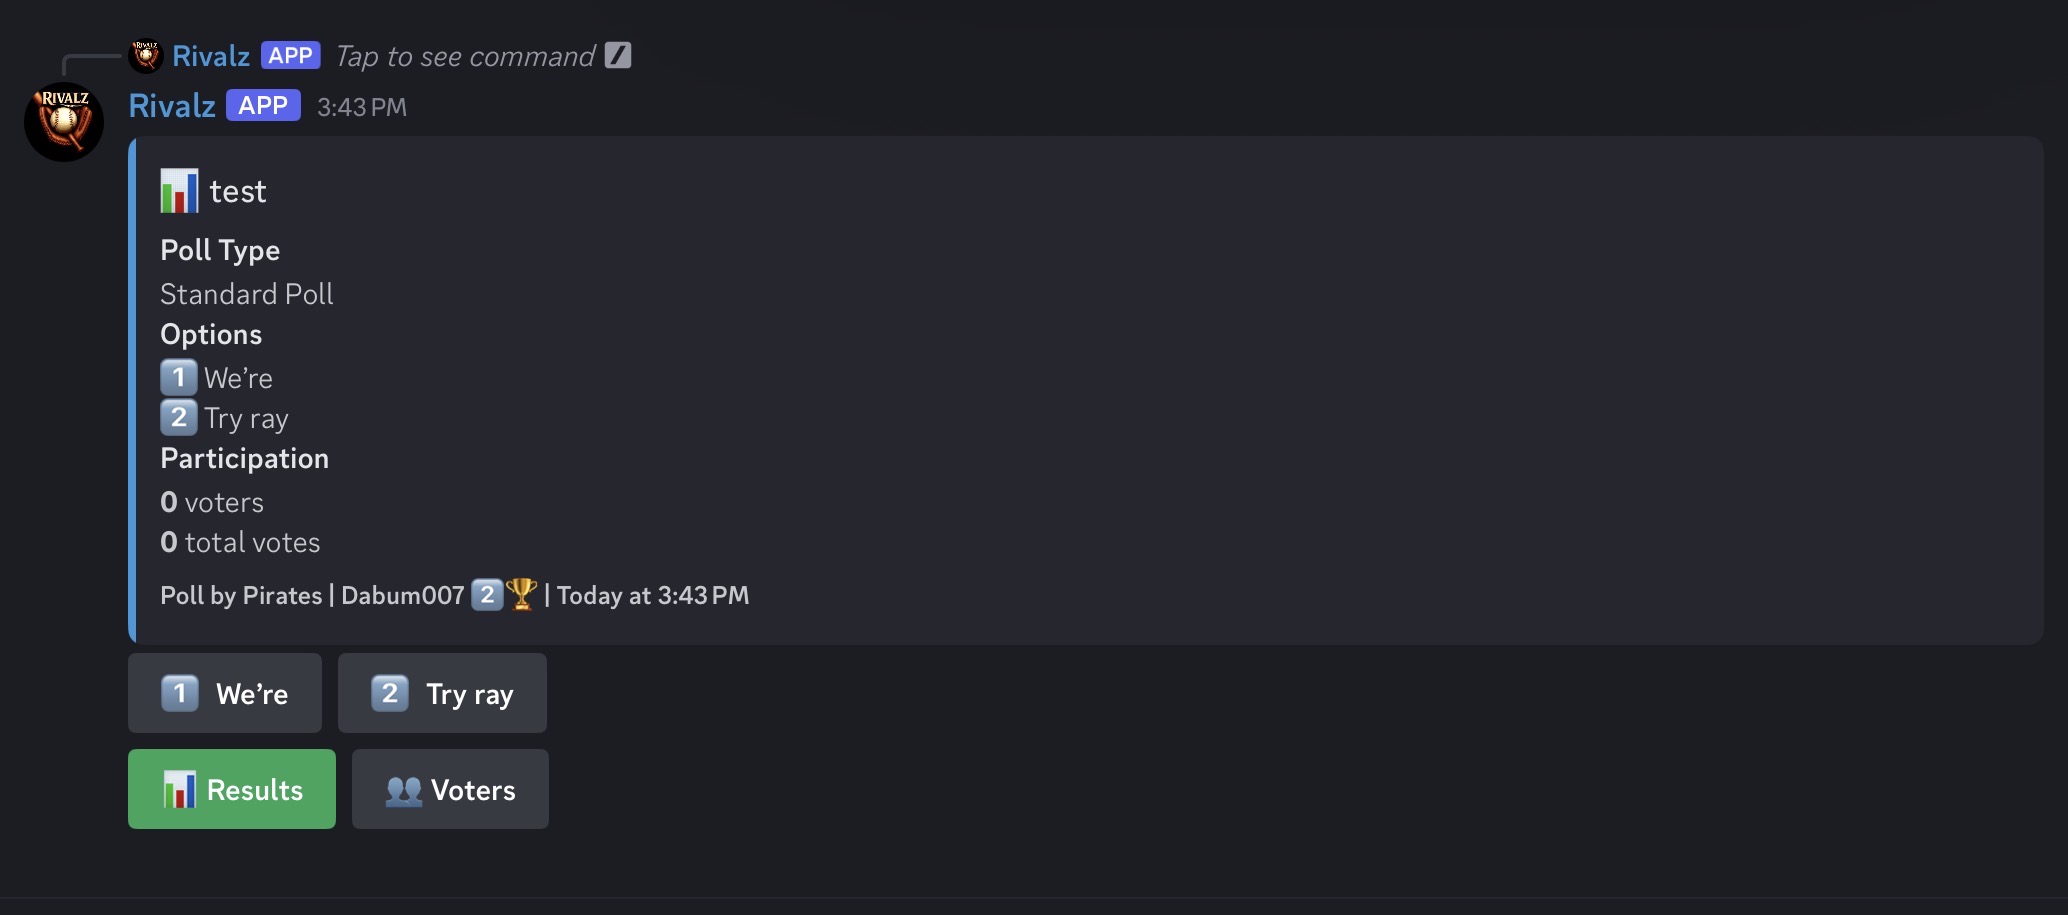 Rivalz APP Tap to see command
RIVALZ
Rivalz APP 3:43 PM
📊 test
Poll Type
Standard Poll
Options
1️⃣ We’re
2️⃣ Try ray
Participation
0 voters
0 total votes
Poll by Pirates | Dabum007 2️⃣🏆 | Today at 3:43 PM
1️⃣ We’re 2️⃣ Try ray
📊 Results 👥 Voters